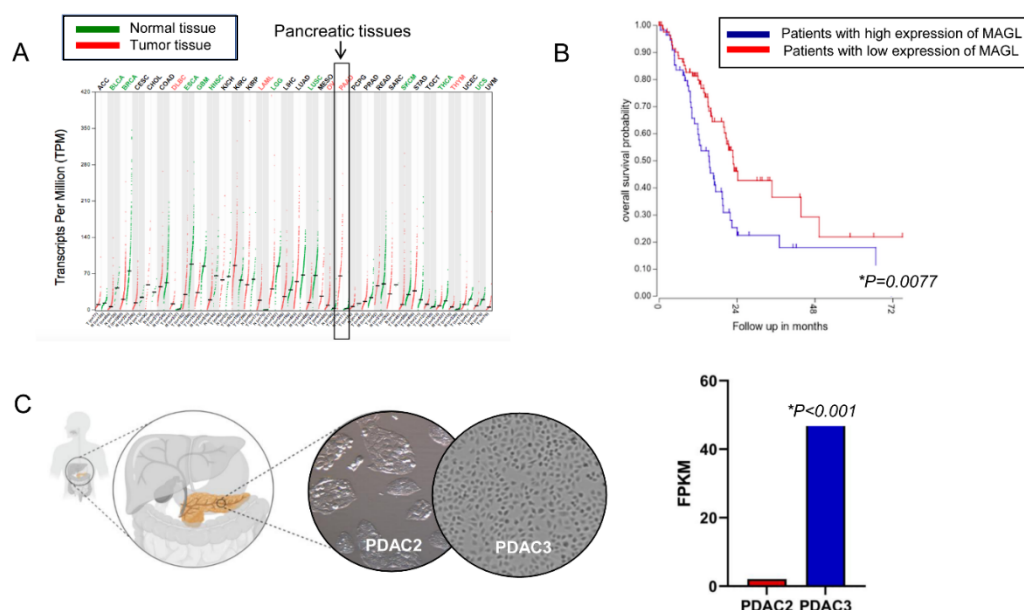 A
Normal tissue
Tumor tissue
Pancreatic tissues
ACC BLCA BRCA CESC CHOL COAD DLBC ESCA GBM HNSC KICH KIRC KIRP LAML LGG LIHC LUAD LUSC MESO OV PAAD PCPG PRAD READ SARC SKCM STAD TGCT THCA THYM UCEC UCS UVM
Transcripts Per Million (TPM)
420
350
280
210
140
70
0
B
Patients with high expression of MAGL
Patients with low expression of MAGL
overall survival probability
1.00
0.90
0.80
0.70
0.60
0.50
0.40
0.30
0.20
0.10
0.00
*P=0.0077
0 24 48 72
Follow up in months
C
PDAC2
PDAC3
FPKM
60
40
20
0
*P<0.001
PDAC2 PDAC3